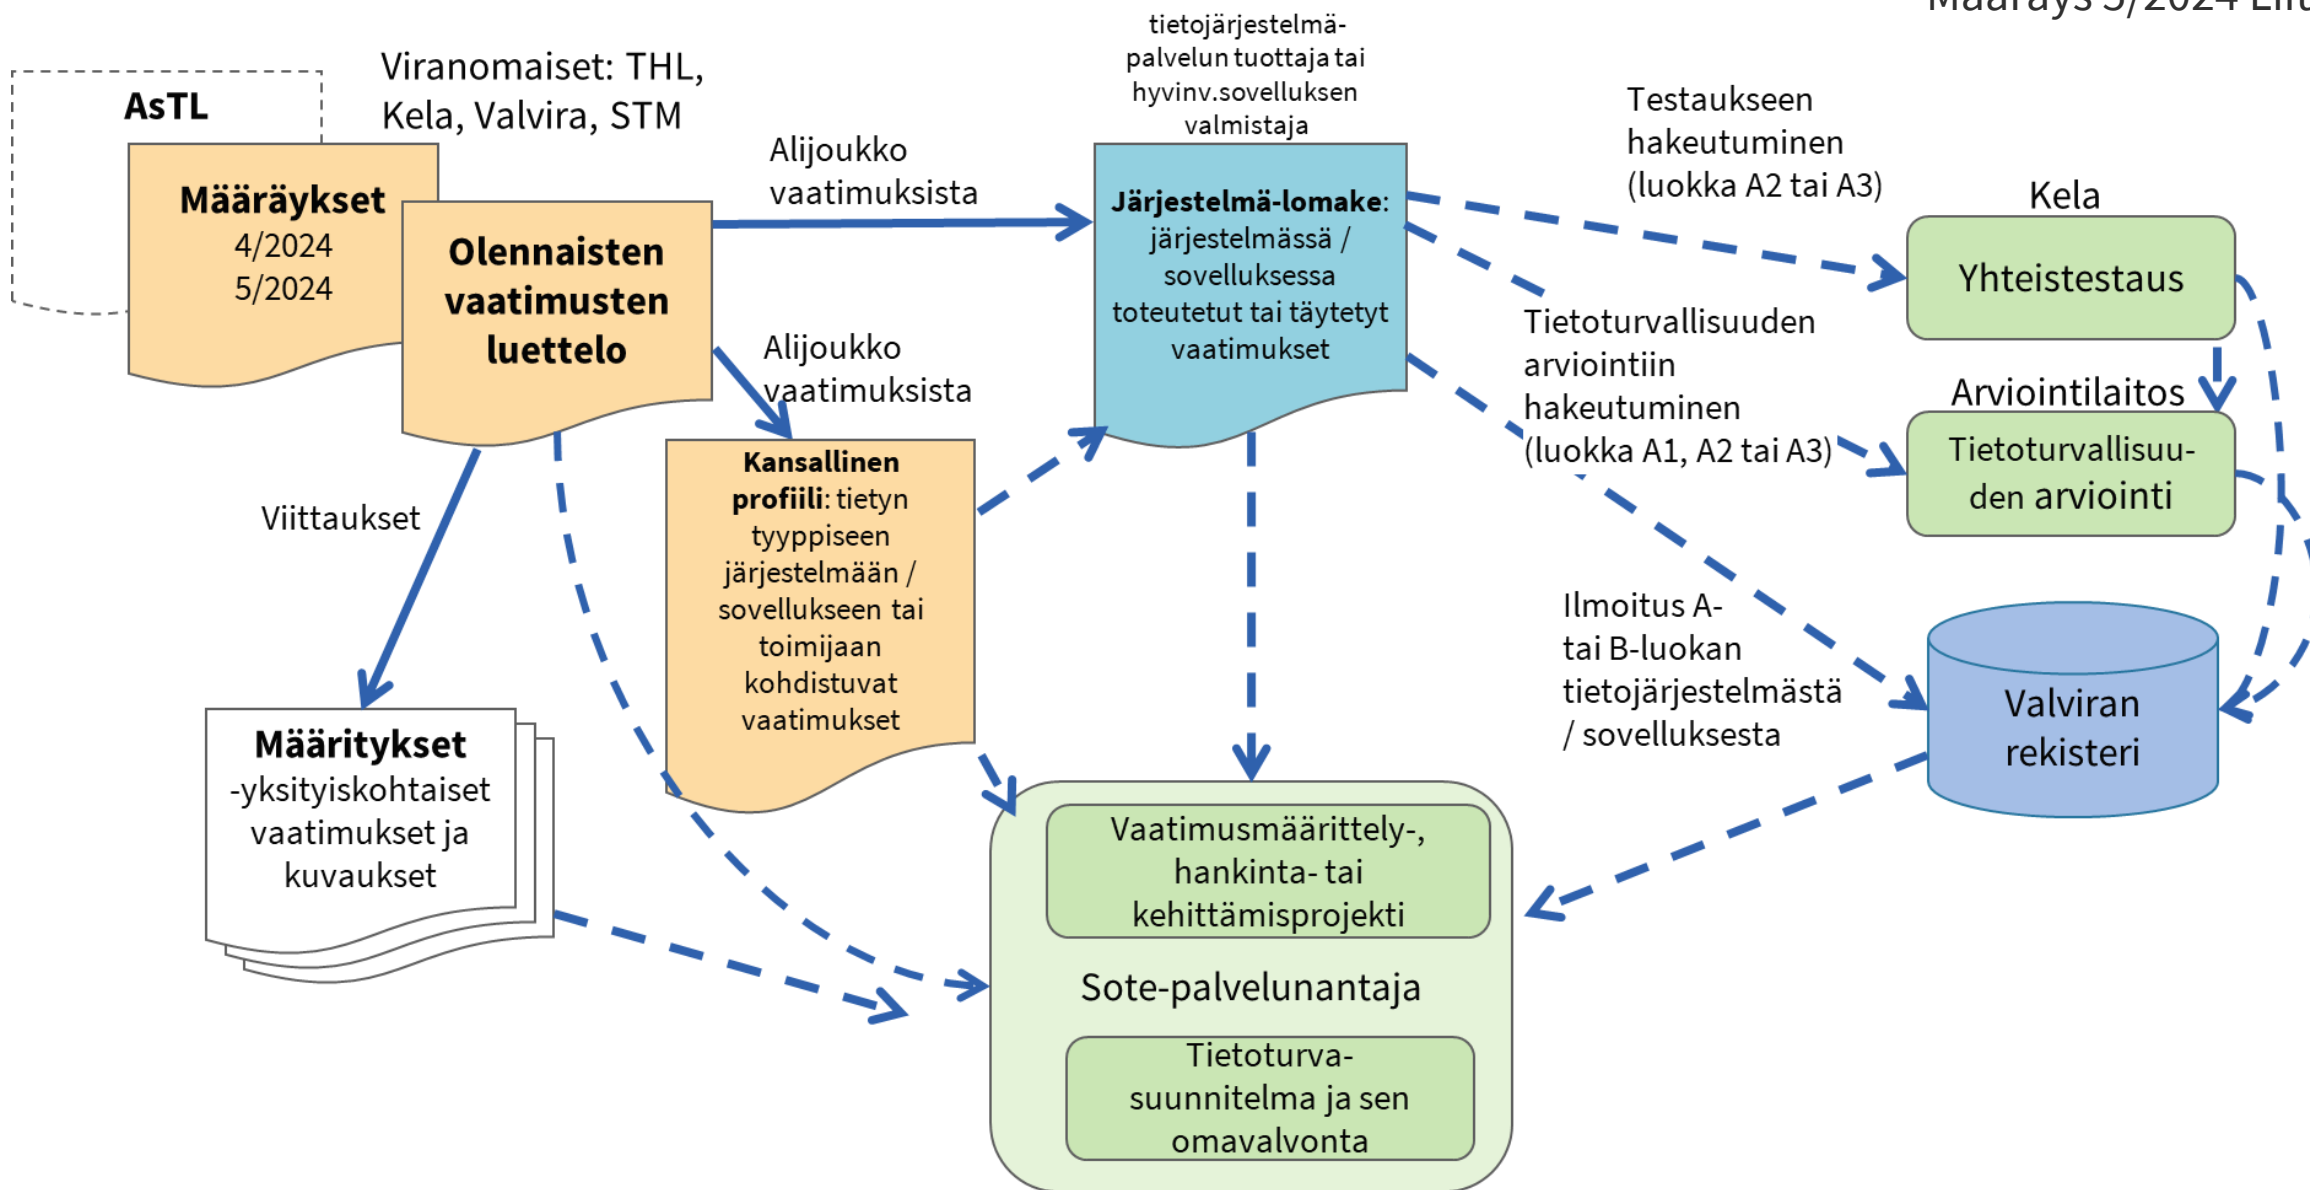 Määräys 5/2024 Liit
tietojärjestelmä-
palvelun tuottaja tai
hyvinv.sovelluksen
valmistaja
Viranomaiset: THL,
Kela, Valvira, STM
AsTL
Määräykset
4/2024
5/2024
Olennaisten
vaatimusten
luettelo
Alijoukko
vaatimuksista
Alijoukko
vaatimuksista
Järjestelmä-lomake:
järjestelmässä /
sovelluksessa
toteutetut tai täytetyt
vaatimukset
Testaukseen
hakeutuminen
(luokka A2 tai A3)
Kela
Yhteistestaus
Tietoturvallisuuden
arviointiin
hakeutuminen
(luokka A1, A2 tai A3)
Arviointilaitos
Tietoturvallisuu-
den arviointi
Kansallinen
profiili: tietyn
tyyppiseen
järjestelmään /
sovellukseen tai
toimijaan
kohdistuvat
vaatimukset
Viittaukset
Määritykset
-yksityiskohtaiset
vaatimukset ja
kuvaukset
Ilmoitus A-
tai B-luokan
tietojärjestelmästä
/ sovelluksesta
Valviran
rekisteri
Vaatimusmäärittely-,
hankinta- tai
kehittämisprojekti
Sote-palvelunantaja
Tietoturva-
suunnitelma ja sen
omavalvonta